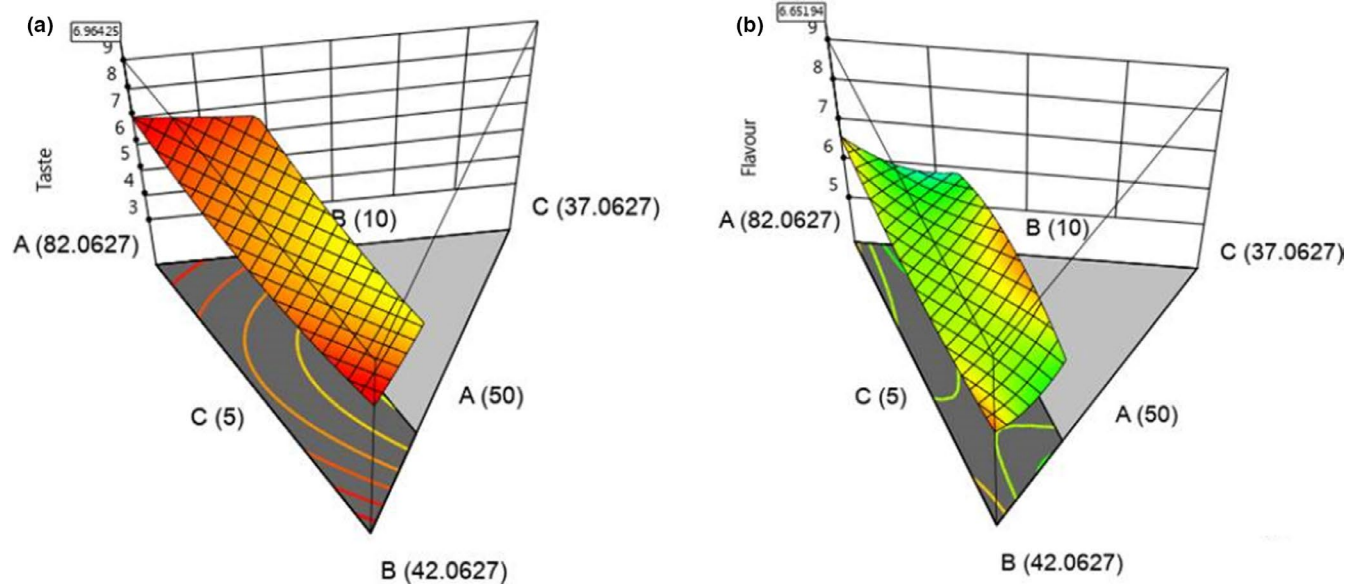 (a)
6.96425
9
8
7
6
5
4
3
Taste
A (82.0627)
B (10)
C (37.0627)
C (5)
A (50)
B (42.0627)
(b)
6.65194
9
8
7
6
5
Flavour
A (82.0627)
B (10)
C (37.0627)
C (5)
A (50)
B (42.0627)